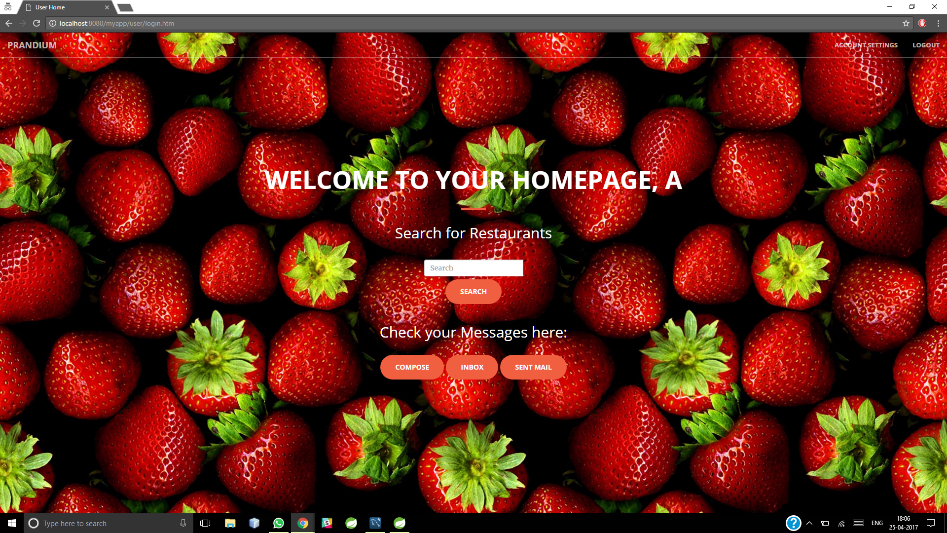 User Home
localhost:8080/myapp/user/login.htm
PRANDIUM
ACCOUNT SETTINGS
LOGOUT
WELCOME TO YOUR HOMEPAGE, A
Search for Restaurants
Search
SEARCH
Check your Messages here:
COMPOSE
INBOX
SENT MAIL
Type here to search
ENG
18:06
25-04-2017